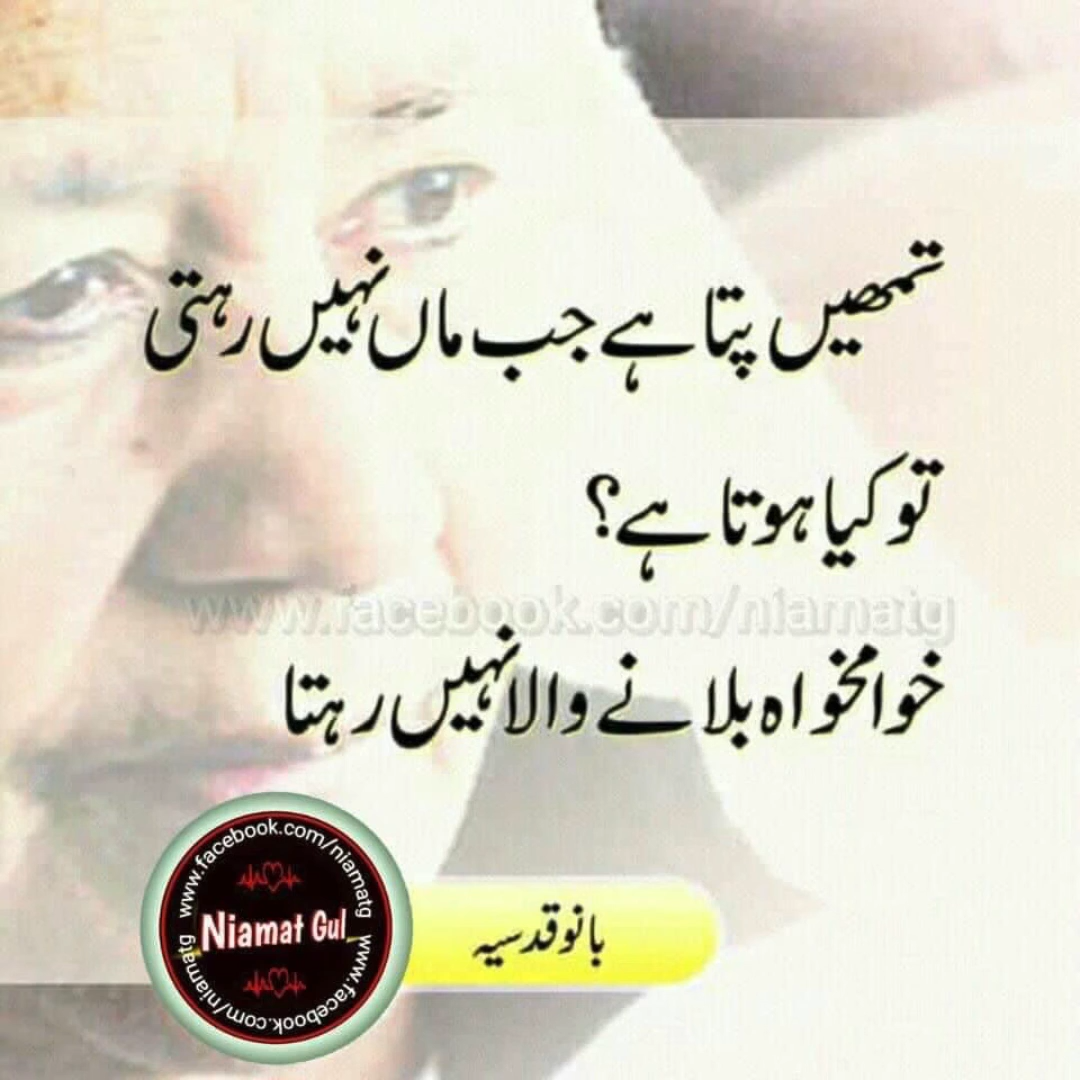 تمھیں پتا ہے جب ماں نہیں رہتی
تو کیا ہوتا ہے؟
www.facebook.com/niamatg
خوامخواہ بلانے والا نہیں رہتا
بانو قدسیہ
www.facebook.com/niamatg
Niamat Gul
www.facebook.com/niamatg